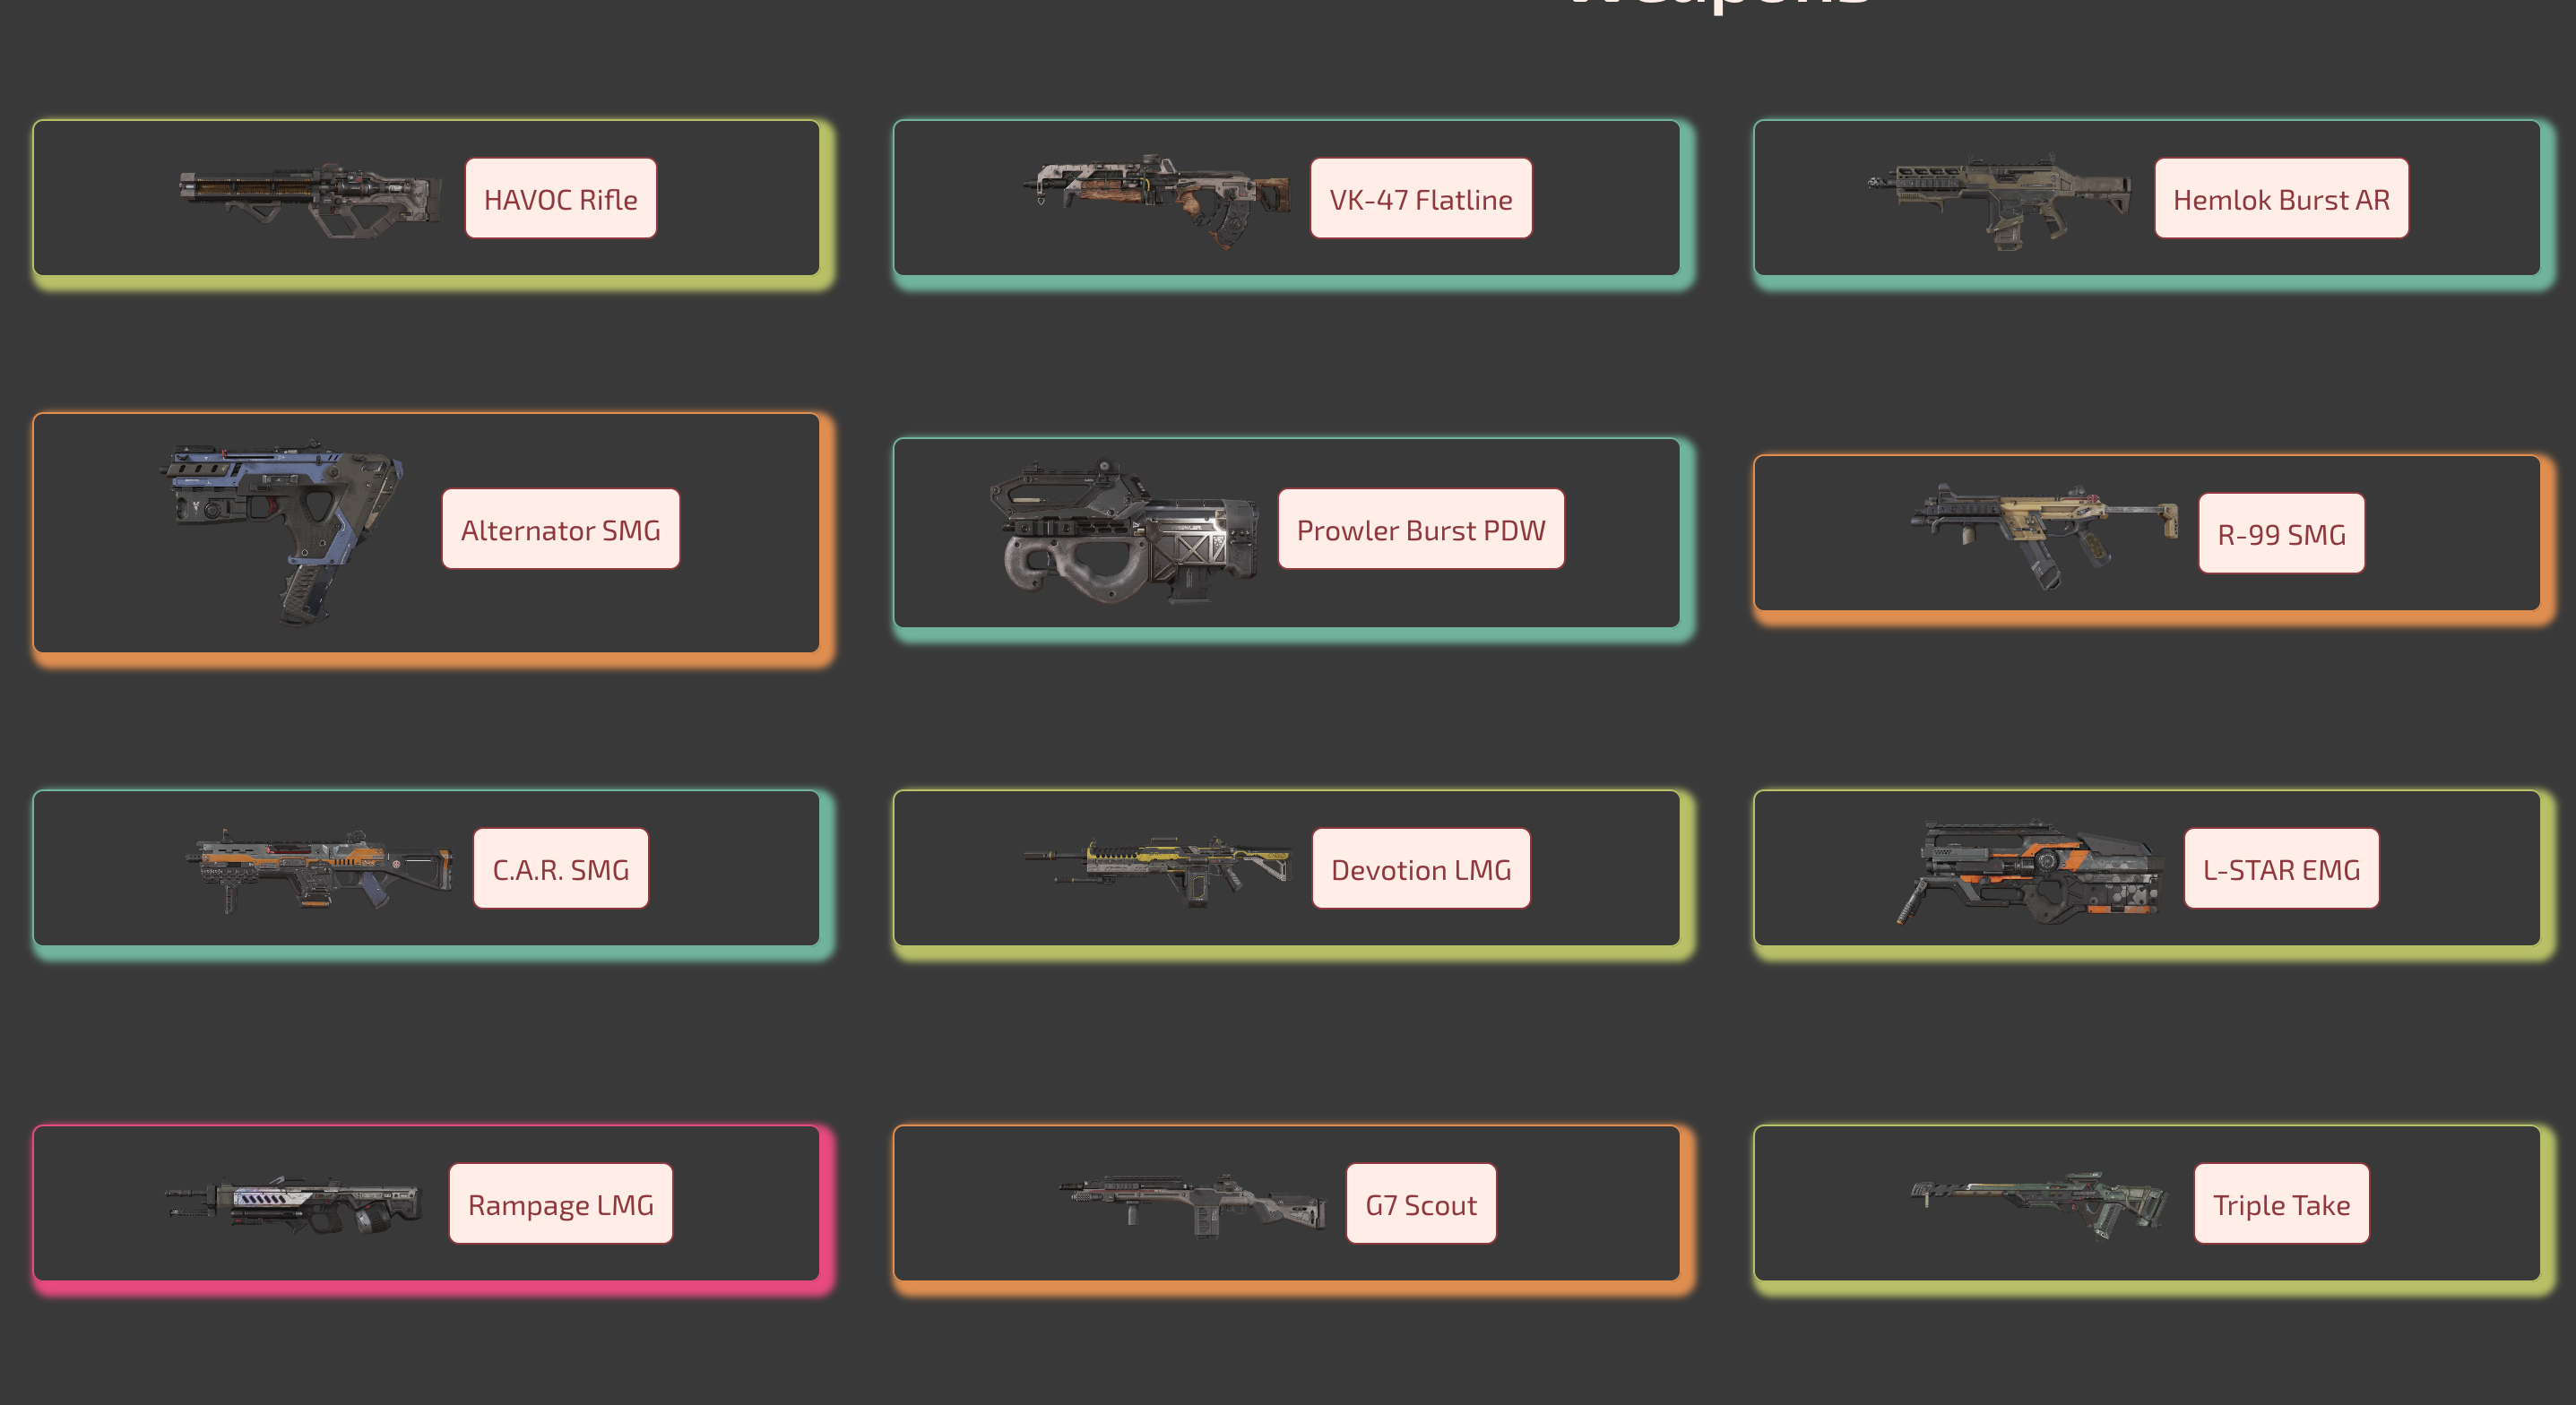 Weapons
HAVOC Rifle
VK-47 Flatline
Hemlok Burst AR
Alternator SMG
Prowler Burst PDW
R-99 SMG
C.A.R. SMG
Devotion LMG
L-STAR EMG
Rampage LMG
G7 Scout
Triple Take